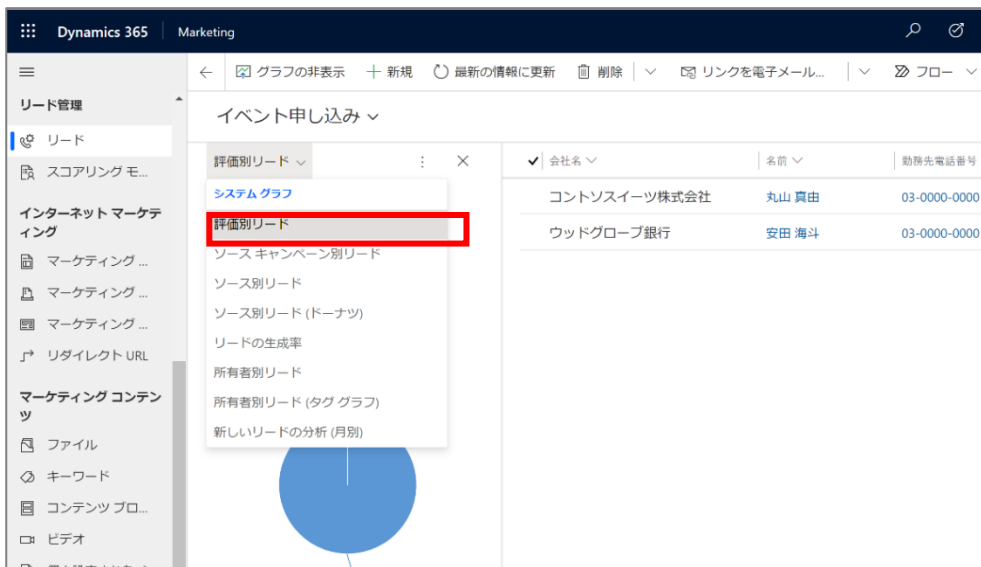 Dynamics 365 Marketing
グラフの非表示 新規 最新の情報に更新 削除 リンクを電子メール... フロー
リード管理
リード
スコアリング モ...
インターネット マーケテ
ィング
マーケティング ...
マーケティング ...
マーケティング ...
リダイレクト URL
マーケティング コンテン
ツ
ファイル
キーワード
コンテンツ ブロ...
ビデオ
イベント申し込み
評価別リード
システム グラフ
評価別リード
ソース キャンペーン別リード
ソース別リード
ソース別リード (ドーナツ)
リードの生成率
所有者別リード
所有者別リード (タグ グラフ)
新しいリードの分析 (月別)
会社名 名前 勤務先電話番号
コントソスイーツ株式会社 丸山 真由 03-0000-0000
ウッドグローブ銀行 安田 海斗 03-0000-0000